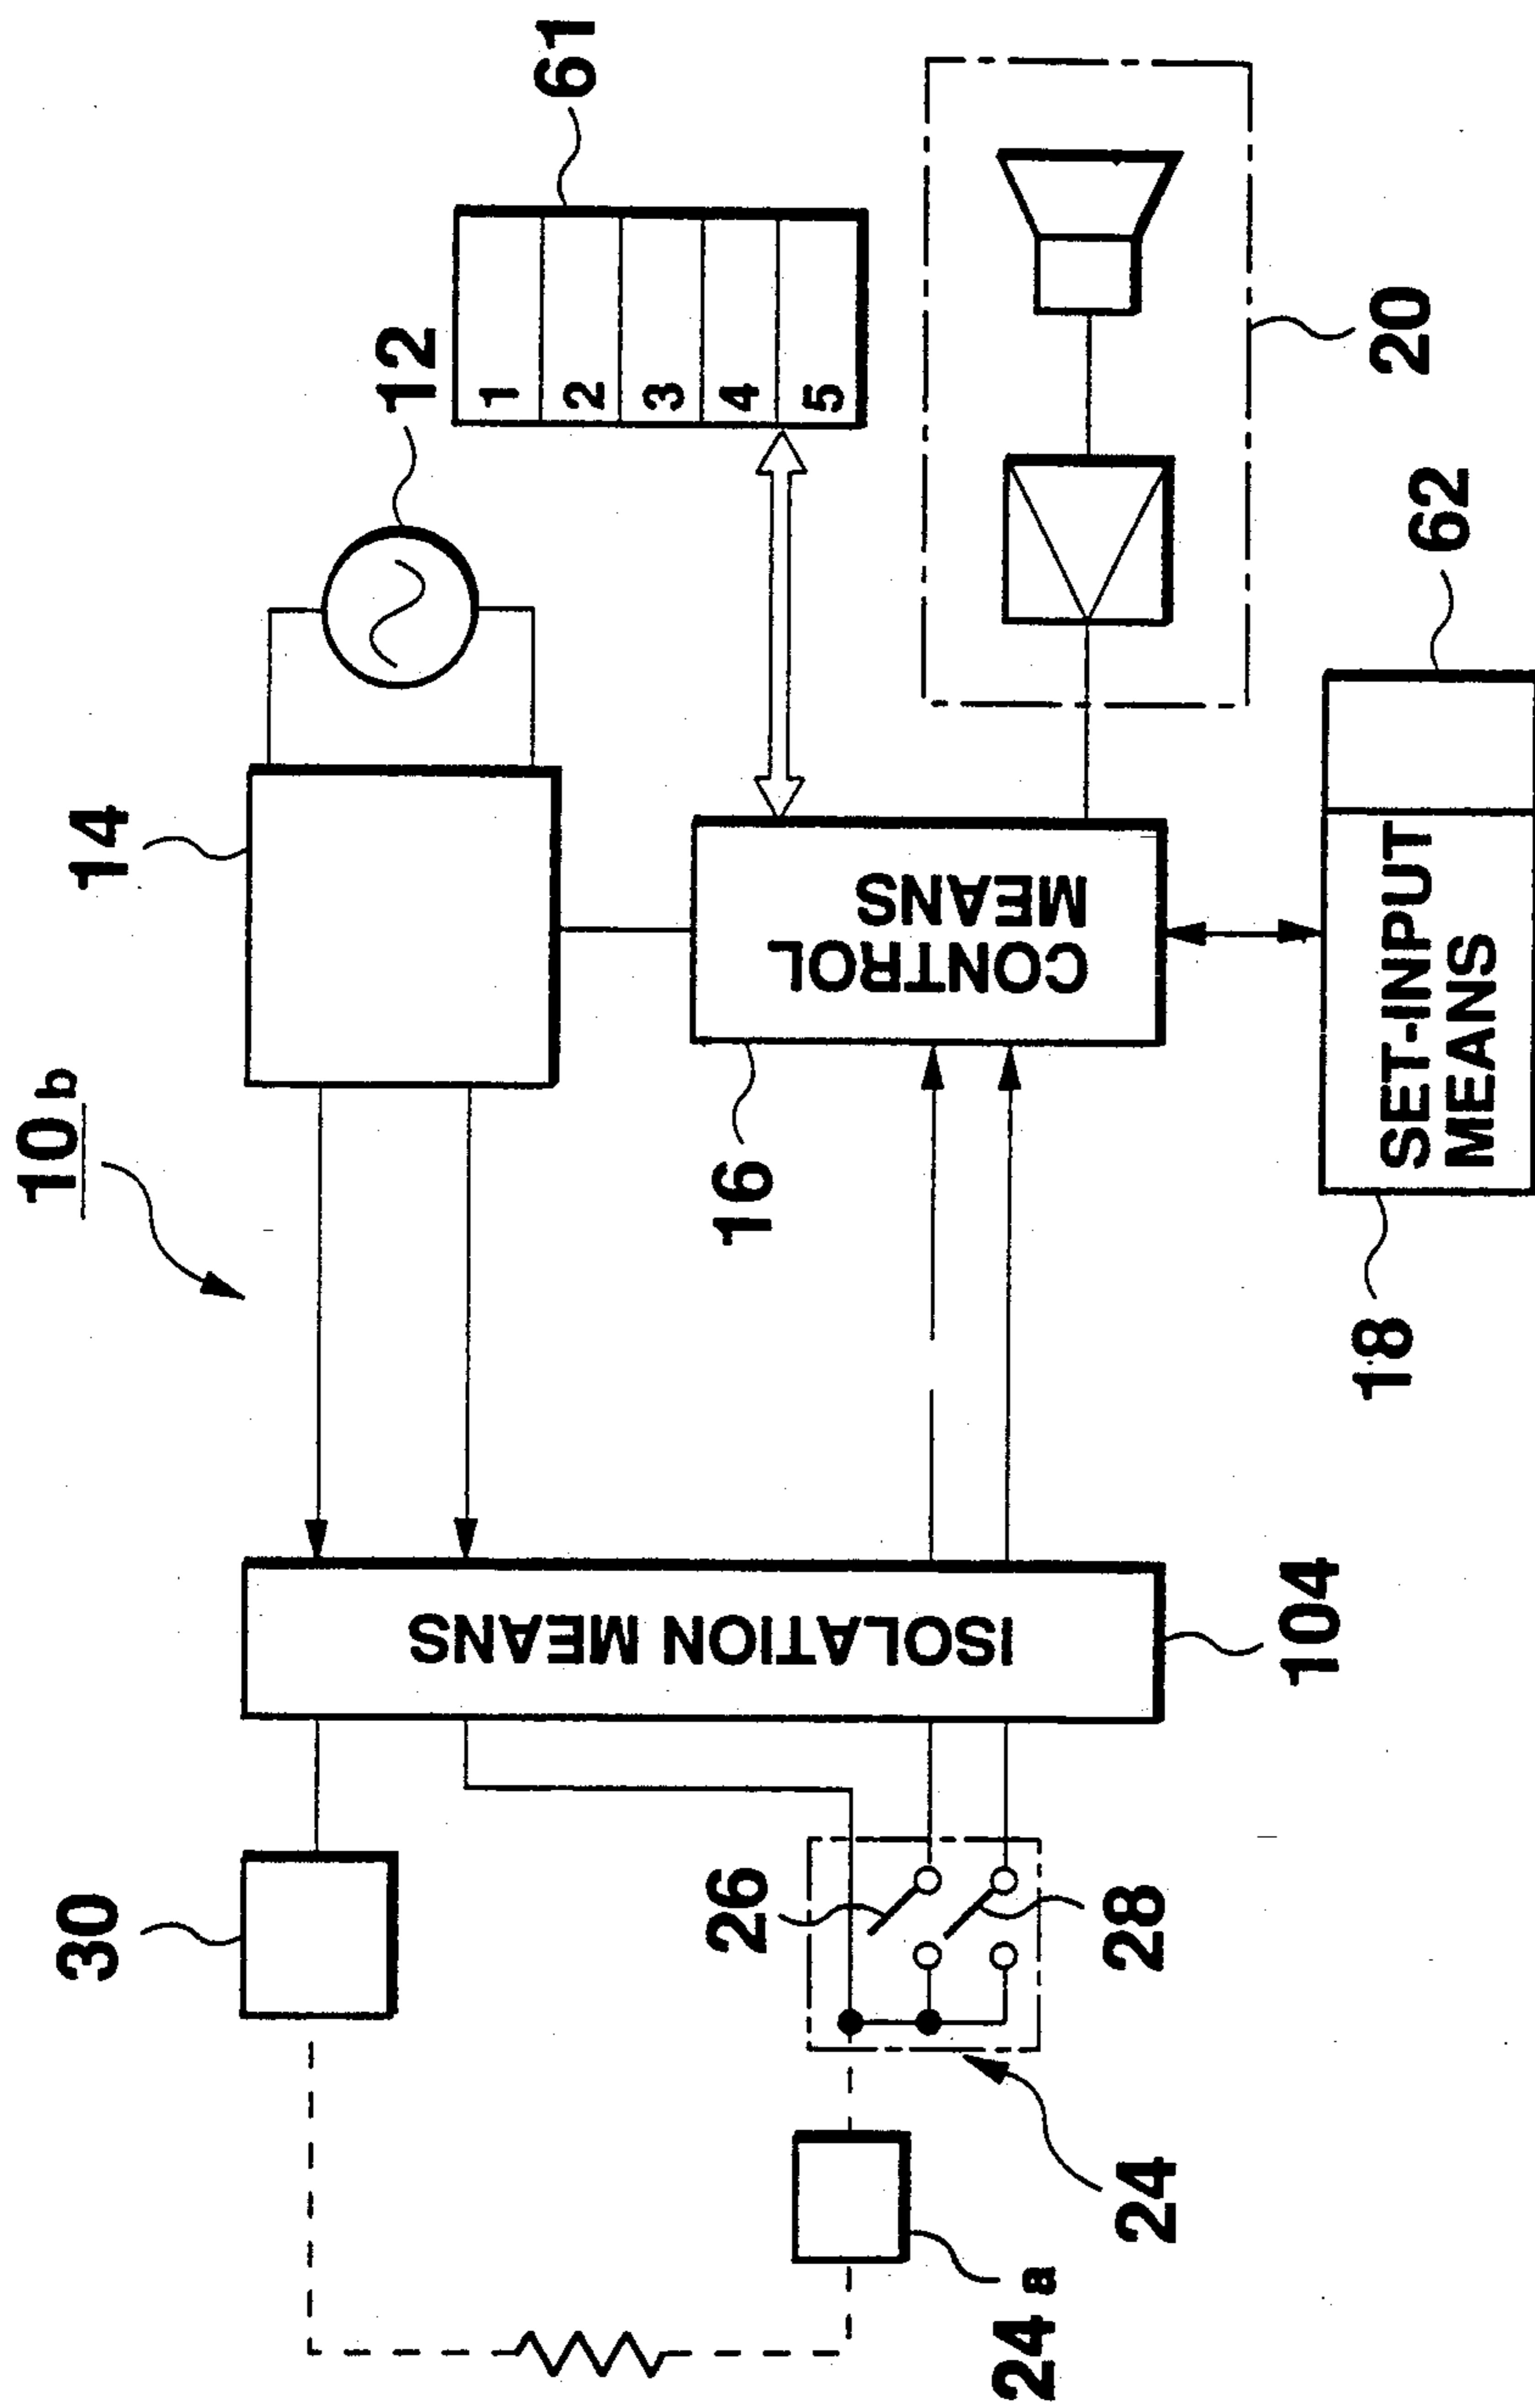 10b
14
12
61
1
2
3
4
5
CONTROL
MEANS
16
20
SET-INPUT
MEANS
62
18
ISOLATION MEANS
104
30
26
28
24
24a